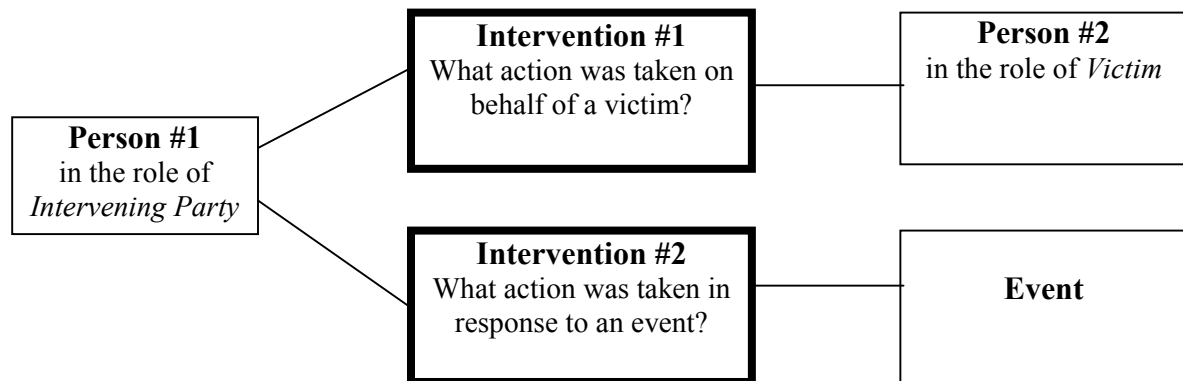 Person #1
in the role of
Intervening Party
Intervention #1
What action was taken on
behalf of a victim?
Person #2
in the role of Victim
Intervention #2
What action was taken in
response to an event?
Event